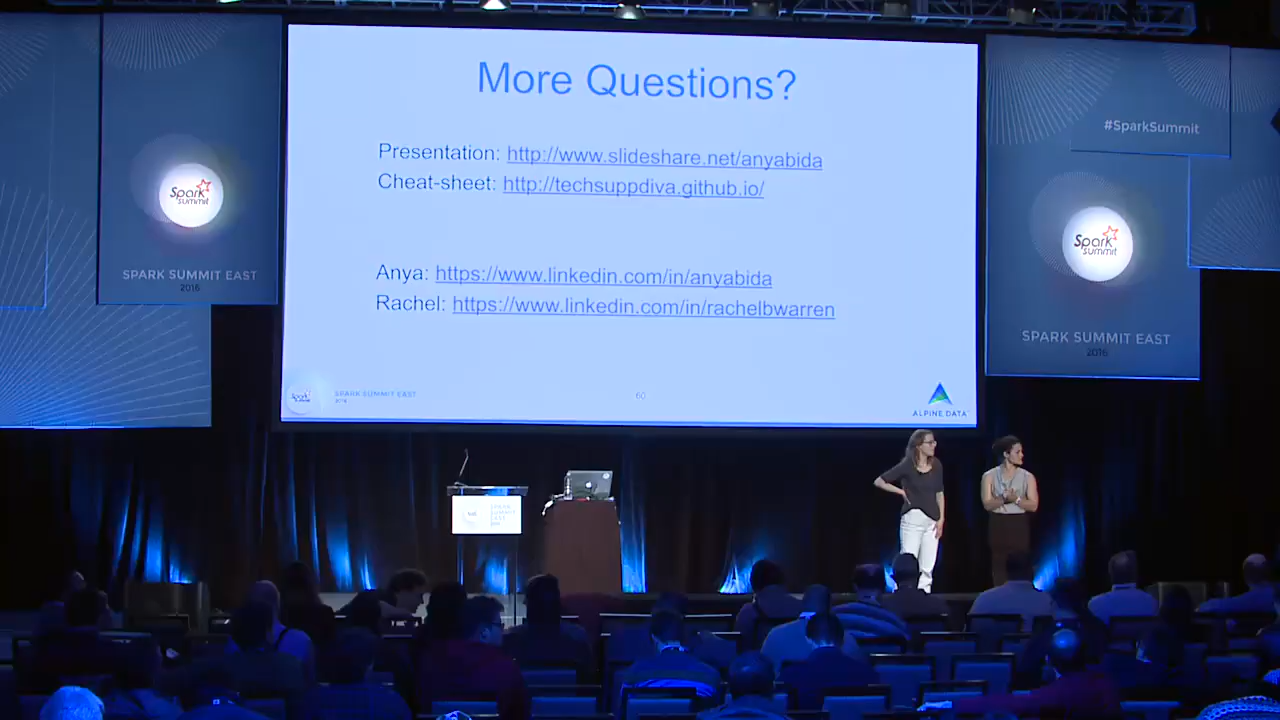 More Questions?
Presentation: http://www.slideshare.net/anyabida
Cheat-sheet: http://techsuppdiva.github.io/
Anya: https://www.linkedin.com/in/anyabida
Rachel: https://www.linkedin.com/in/rachelbwarren
SPARK SUMMIT EAST
2016
60
ALPINE DATA
Spark
summit
SPARK SUMMIT EAST
2016
#SparkSummit
Spark
summit
SPARK SUMMIT EAST
2016